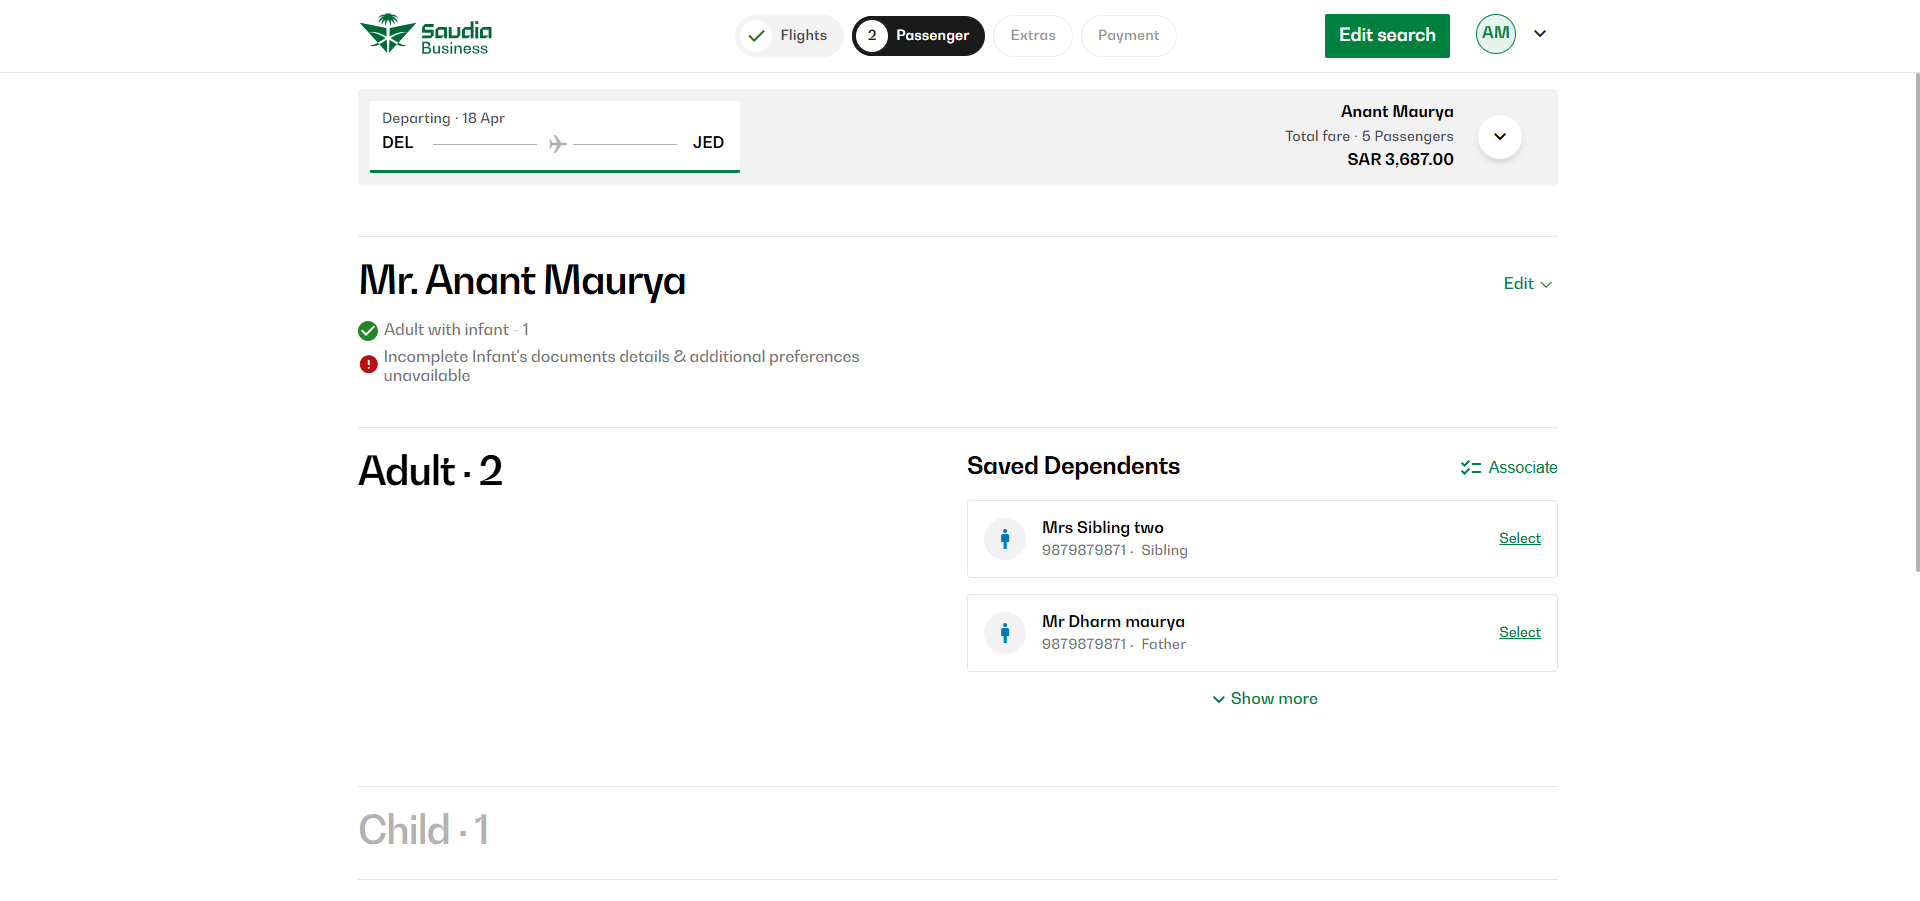 Saudia
Business
Flights
2 Passenger
Extras
Payment
Edit search
AM
Departing · 18 Apr
DEL
JED
Anant Maurya
Total fare · 5 Passengers
SAR 3,687.00
Mr. Anant Maurya
Edit
Adult with infant - 1
Incomplete Infant's documents details & additional preferences
unavailable
Adult · 2
Saved Dependents
Associate
Mrs Sibling two
9879879871 · Sibling
Select
Mr Dharm maurya
9879879871 · Father
Select
Show more
Child · 1